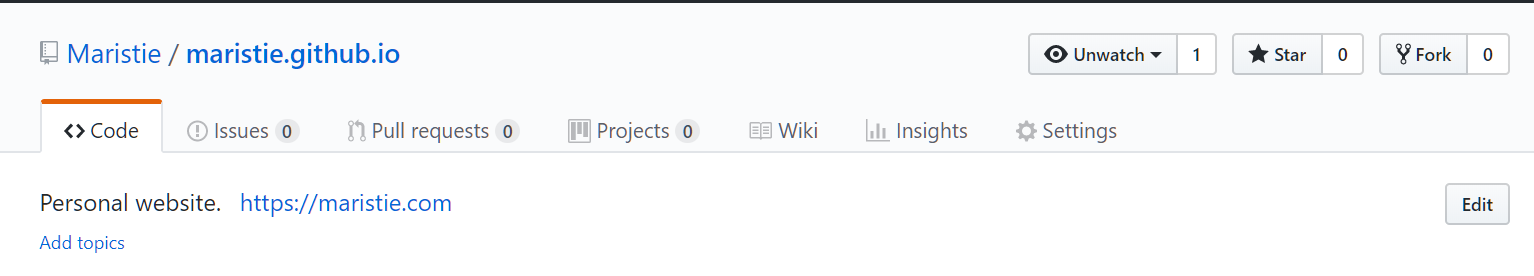 Maristie / maristie.github.io Unwatch 1 Star 0 Fork 0
Code Issues 0 Pull requests 0 Projects 0 Wiki Insights Settings
Personal website. https://maristie.com Edit
Add topics